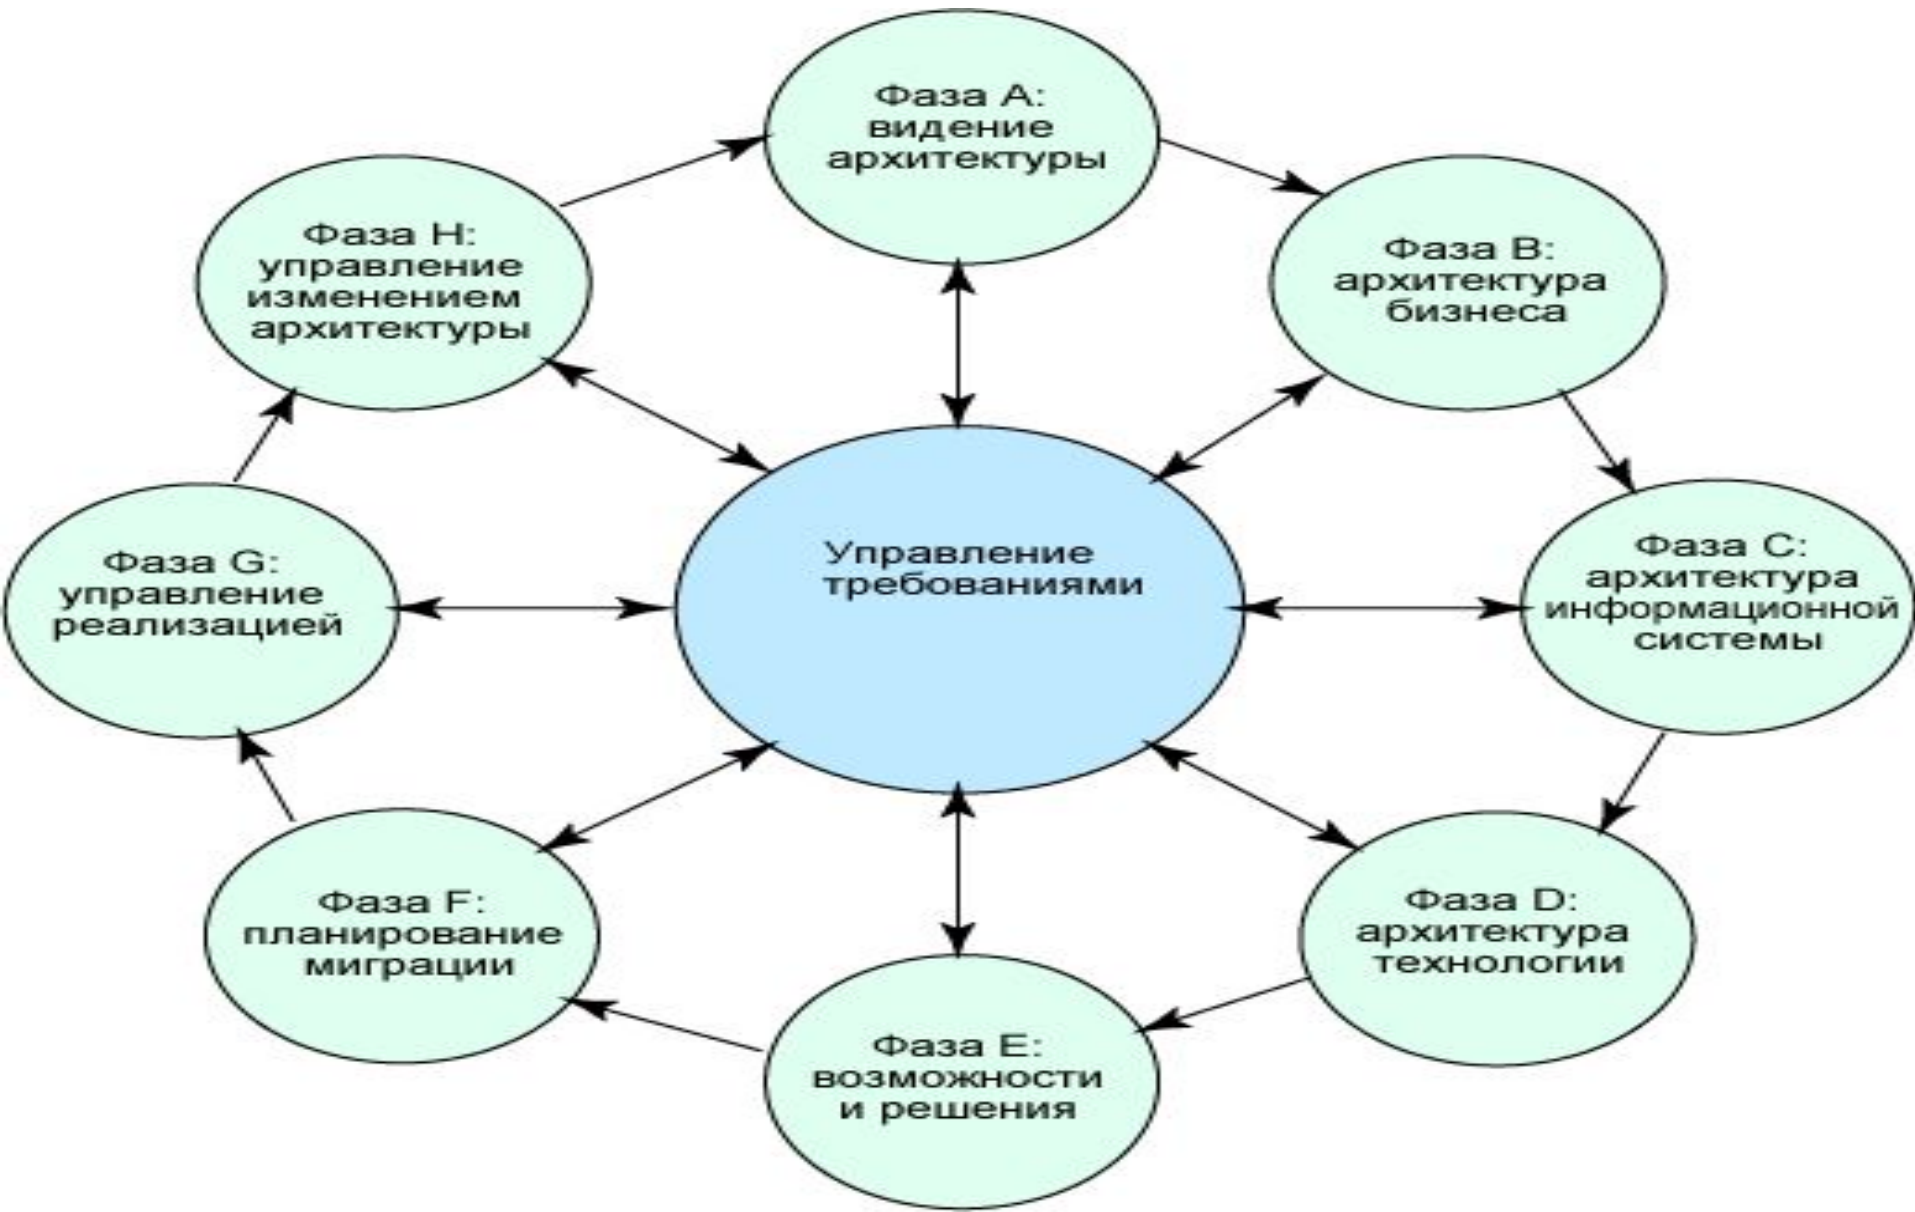 Фаза A:
видение
архитектуры
Фаза H:
управление
изменением
архитектуры
Фаза B:
архитектура
бизнеса
Управление
требованиями
Фаза G:
управление
реализацией
Фаза C:
архитектура
информационной
системы
Фаза F:
планирование
миграции
Фаза D:
архитектура
технологии
Фаза E:
возможности
и решения